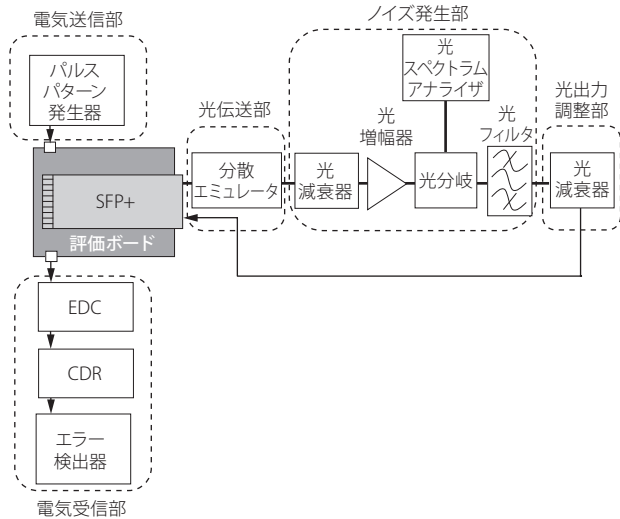 電気送信部
パルス
パターン
発生器
SFP+
評価ボード
EDC
CDR
エラー
検出器
電気受信部
光伝送部
分散
エミュレータ
ノイズ発生部
光
スペクトラム
アナライザ
光
減衰器
光
増幅器
光分岐
光
フィルタ
光出力
調整部
光
減衰器